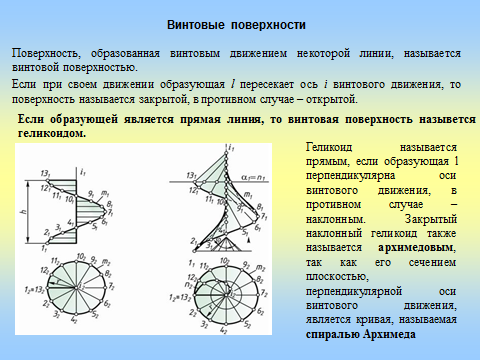 Винтовые поверхности
Поверхность, образованная винтовым движением некоторой линии, называется
винтовой поверхностью.
Если при своем движении образующая l пересекает ось i винтового движения, то
поверхность называется закрытой, в противном случае – открытой.
Если образующей является прямая линия, то винтовая поверхность назывется
геликоидом.
Геликоид называется
прямым, если образующая l
перпендикулярна оси
винтового движения, в
противном случае –
наклонным. Закрытый
наклонный геликоид также
называется архимедовым,
так как его сечением
плоскостью,
перпендикулярной оси
винтового движения,
является кривая, называемая
спиралью Архимеда